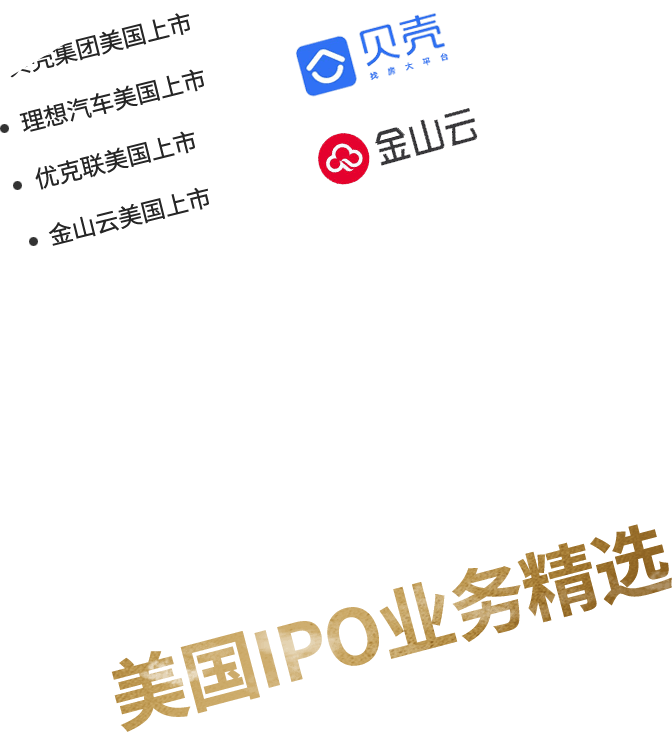 壳集团美国上市
理想汽车美国上市
优克联美国上市
金山云美国上市
贝壳
找房大平台
金山云
美国IPO业务精选